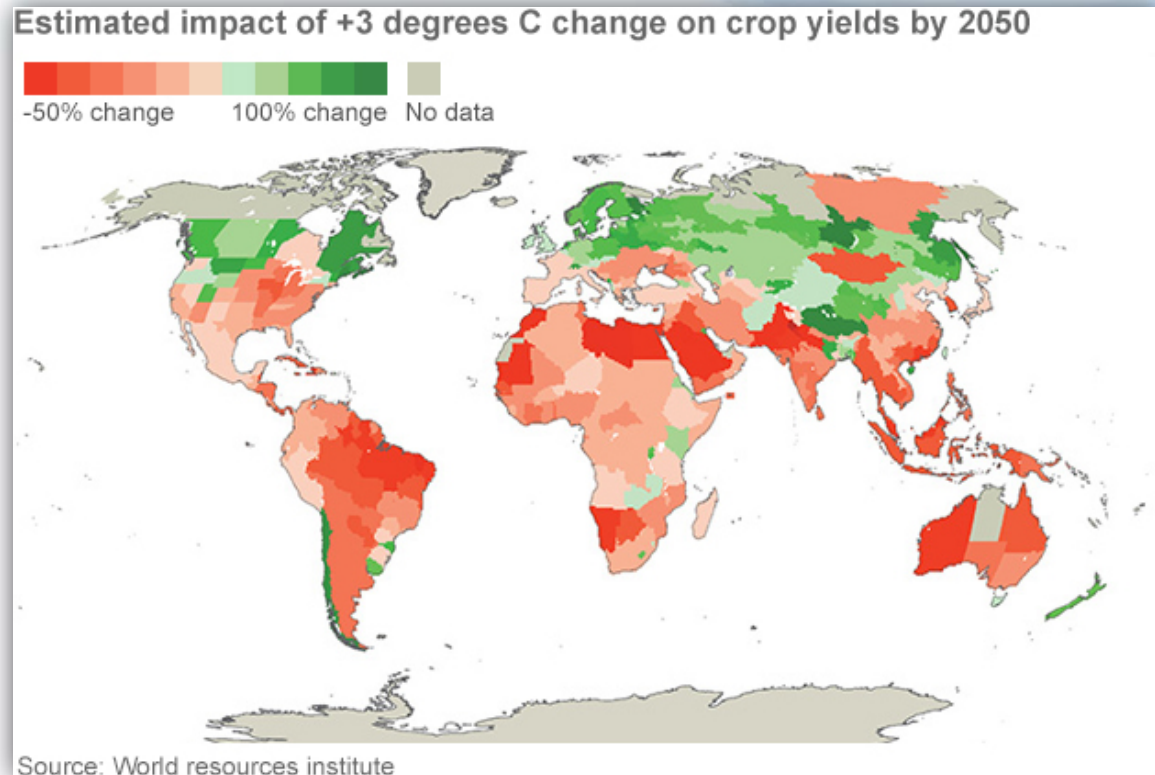 Estimated impact of +3 degrees C change on crop yields by 2050
-50% change 100% change No data
Source: World resources institute